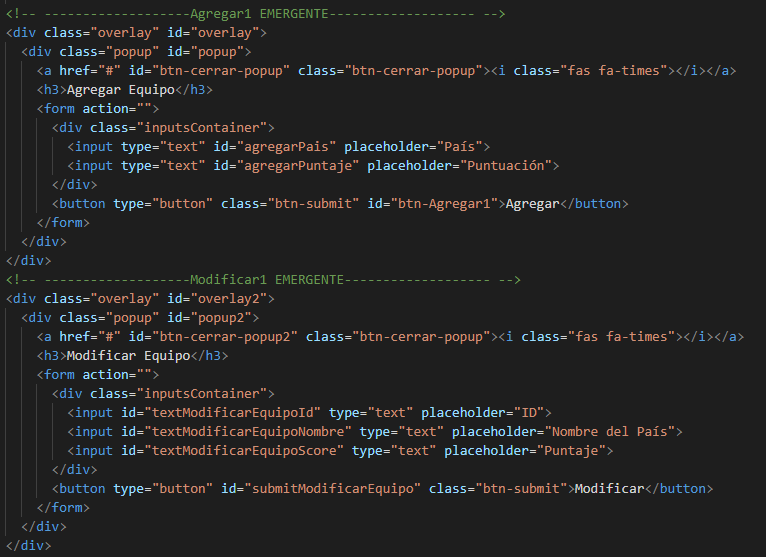 <!-- -------------------Agregar1 EMERGENTE------------------- -->
<div class="overlay" id="overlay">
<div class="popup" id="popup">
<a href="#" id="btn-cerrar-popup" class="btn-cerrar-popup"><i class="fas fa-times"></i></a>
<h3>Agregar Equipo</h3>
<form action="">
<div class="inputsContainer">
<input type="text" id="agregarPais" placeholder="País">
<input type="text" id="agregarPuntaje" placeholder="Puntuación">
</div>
<button type="button" class="btn-submit" id="btn-Agregar1">Agregar</button>
</form>
</div>
</div>
<!-- -------------------Modificar1 EMERGENTE------------------- -->
<div class="overlay" id="overlay2">
<div class="popup" id="popup2">
<a href="#" id="btn-cerrar-popup2" class="btn-cerrar-popup"><i class="fas fa-times"></i></a>
<h3>Modificar Equipo</h3>
<form action="">
<div class="inputsContainer">
<input id="textModificarEquipoId" type="text" placeholder="ID">
<input id="textModificarEquipoNombre" type="text" placeholder="Nombre del País">
<input id="textModificarEquipoScore" type="text" placeholder="Puntaje">
</div>
<button type="button" id="submitModificarEquipo" class="btn-submit">Modificar</button>
</form>
</div>
</div>